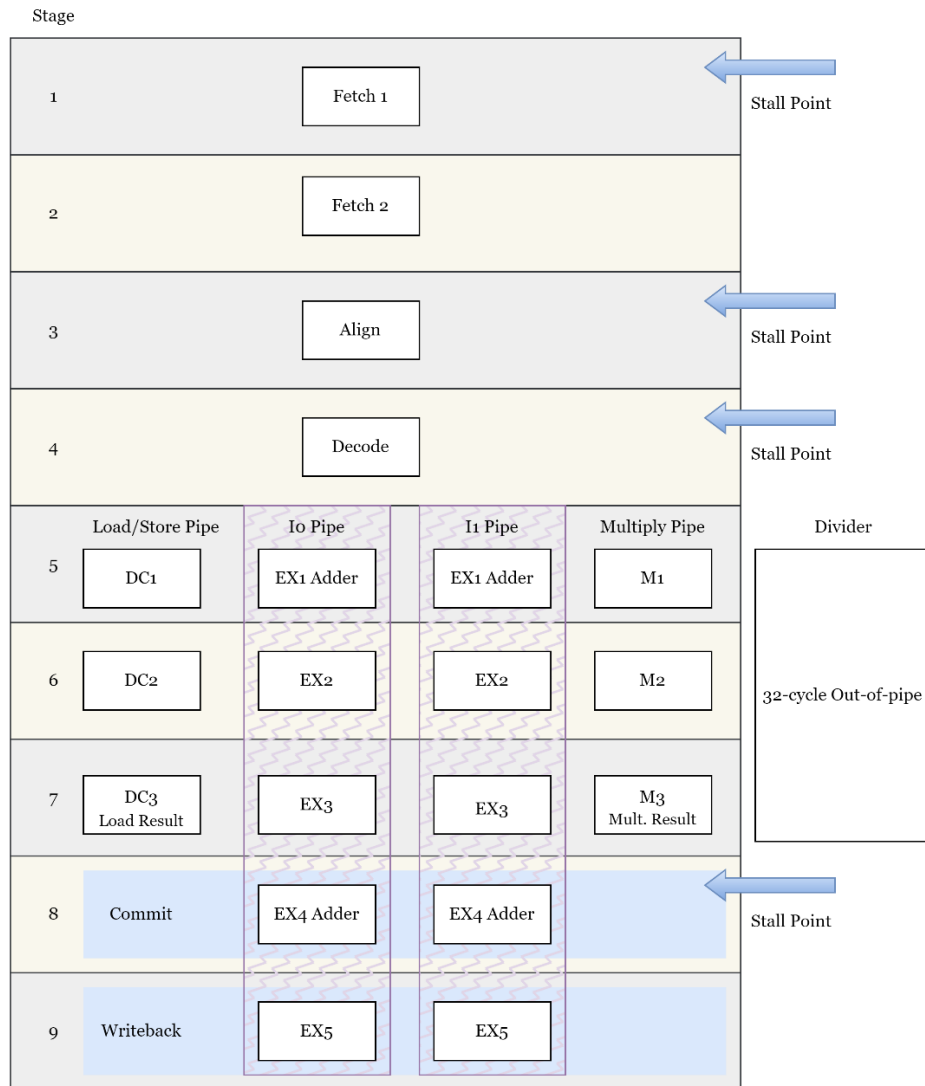 Stage
1
Fetch 1
Stall Point
2
Fetch 2
3
Align
Stall Point
4
Decode
Stall Point
Load/Store Pipe
I0 Pipe
I1 Pipe
Multiply Pipe
Divider
5
DC1
EX1 Adder
EX1 Adder
M1
6
DC2
EX2
EX2
M2
32-cycle Out-of-pipe
7
DC3
Load Result
EX3
EX3
M3
Mult. Result
8
Commit
EX4 Adder
EX4 Adder
Stall Point
9
Writeback
EX5
EX5